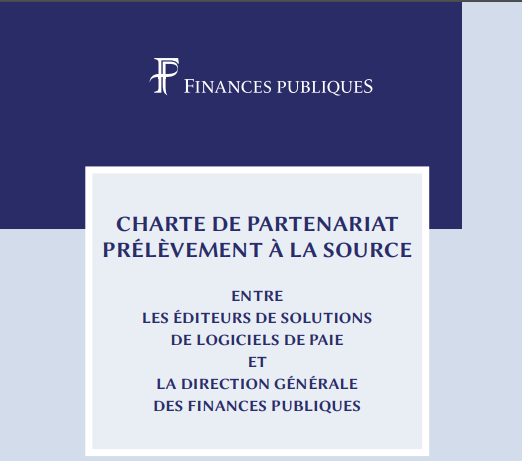 FINANCES PUBLIQUES
CHARTE DE PARTENARIAT
PRÉLÈVEMENT À LA SOURCE
ENTRE
LES ÉDITEURS DE SOLUTIONS
DE LOGICIELS DE PAIE
ET
LA DIRECTION GÉNÉRALE
DES FINANCES PUBLIQUES